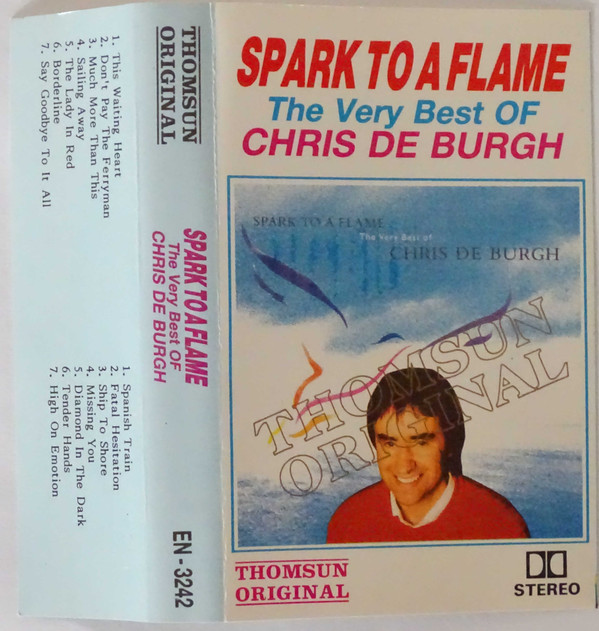 1. This Waiting Heart
2. Don't Pay The Ferryman
3. Much More Than This
4. Sailing Away
5. The Lady In Red
6. Borderline
7. Say Goodbye To It All
1. Spanish Train
2. Fatal Hesitation
3. Ship To Shore
4. Missing You
5. Diamond In The Dark
6. Tender Hands
7. High On Emotion
THOMSUN
ORIGINAL
SPARK TO A FLAME
The Very Best OF
CHRIS DE BURGH
EN-3242
SPARK TO A FLAME
The Very Best OF
CHRIS DE BURGH
SPARK TO A FLAME
The Very Best of
CHRIS DE BURGH
THOMSUN
ORIGINAL
THOMSUN
ORIGINAL
STEREO